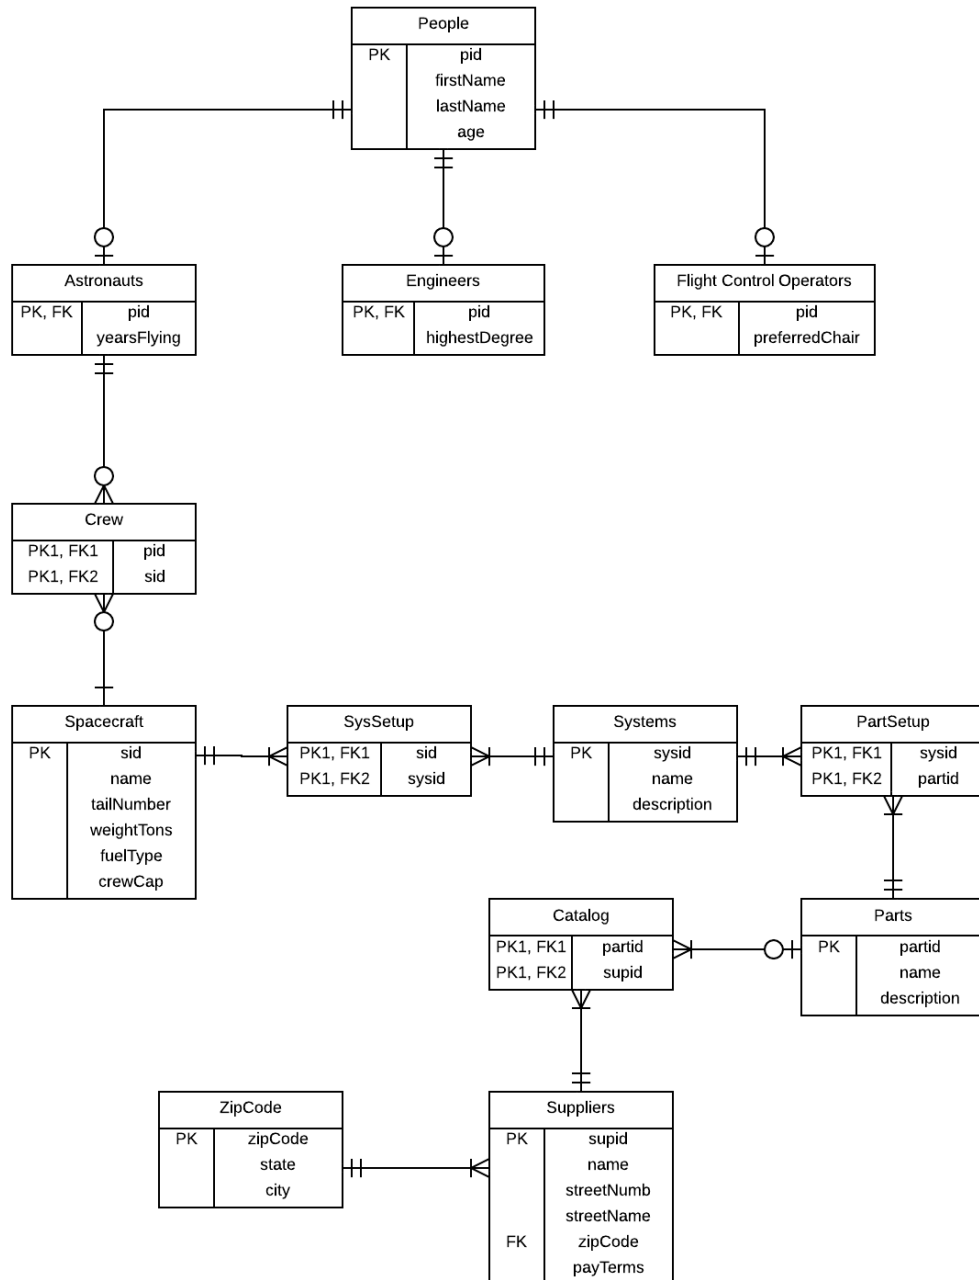 People
PK pid
firstName
lastName
age
Astronauts
PK, FK pid
yearsFlying
Engineers
PK, FK pid
highestDegree
Flight Control Operators
PK, FK pid
preferredChair
Crew
PK1, FK1 pid
PK1, FK2 sid
Spacecraft
PK sid
name
tailNumber
weightTons
fuelType
crewCap
SysSetup
PK1, FK1 sid
PK1, FK2 sysid
Systems
PK sysid
name
description
PartSetup
PK1, FK1 sysid
PK1, FK2 partid
Catalog
PK1, FK1 partid
PK1, FK2 supid
Parts
PK partid
name
description
ZipCode
PK zipCode
state
city
Suppliers
PK supid
name
streetNumb
streetName
FK zipCode
payTerms